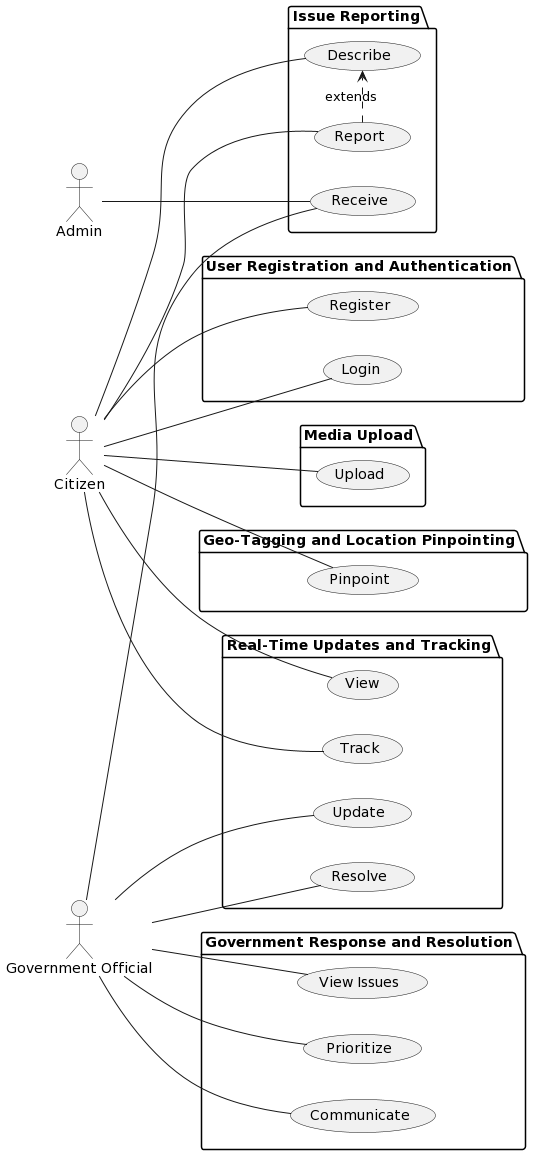 Issue Reporting
Describe
extends
Report
Receive
Admin
User Registration and Authentication
Register
Login
Media Upload
Upload
Citizen
Geo-Tagging and Location Pinpointing
Pinpoint
Real-Time Updates and Tracking
View
Track
Update
Resolve
Government Official
Government Response and Resolution
View Issues
Prioritize
Communicate